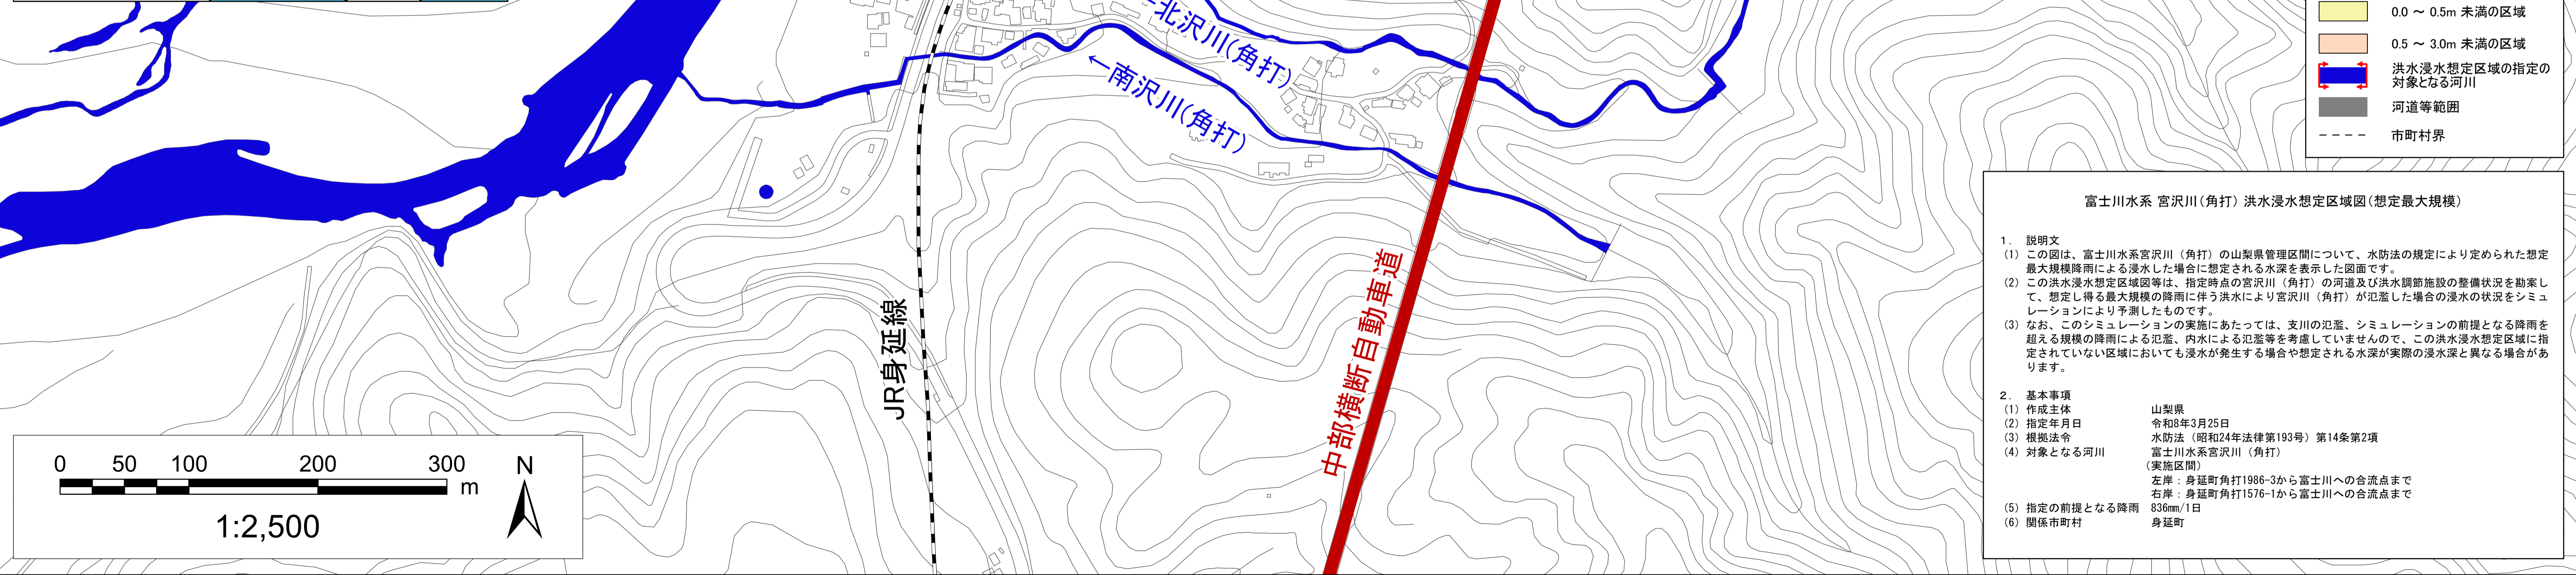 ←北沢川(角打)
←南沢川(角打)
JR身延線
中部横断自動車道
0 50 100 200 300
m
N
1:2,500
0.0 ～ 0.5m 未満の区域
0.5 ～ 3.0m 未満の区域
洪水浸水想定区域の指定の
対象となる河川
河道等範囲
市町村界
富士川水系 宮沢川(角打) 洪水浸水想定区域図(想定最大規模)
1. 説明文
(1) この図は、富士川水系宮沢川（角打）の山梨県管理区間について、水防法の規定により定められた想定
最大規模降雨による浸水した場合に想定される水深を表示した図面です。
(2) この洪水浸水想定区域図等は、指定時点の宮沢川（角打）の河道及び洪水調節施設の整備状況を勘案し
て、想定し得る最大規模の降雨に伴う洪水により宮沢川（角打）が氾濫した場合の浸水の状況をシミュ
レーションにより予測したものです。
(3) なお、このシミュレーションの実施にあたっては、支川の氾濫、シミュレーションの前提となる降雨を
超える規模の降雨による氾濫、内水による氾濫等を考慮していませんので、この洪水浸水想定区域に指
定されていない区域においても浸水が発生する場合や想定される水深が実際の浸水深と異なる場合があ
ります。
2. 基本事項
(1) 作成主体 山梨県
(2) 指定年月日 令和8年3月25日
(3) 根拠法令 水防法（昭和24年法律第193号）第14条第2項
(4) 対象となる河川 富士川水系宮沢川（角打）
（実施区間）
左岸：身延町角打1986-3から富士川への合流点まで
右岸：身延町角打1576-1から富士川への合流点まで
(5) 指定の前提となる降雨 836mm/1日
(6) 関係市町村 身延町